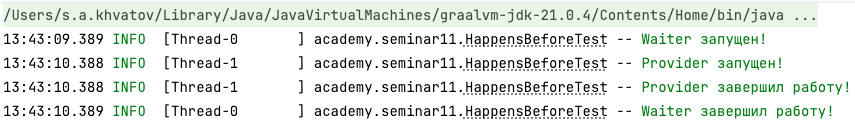 /Users/s.a.khvatov/Library/Java/JavaVirtualMachines/graalvm-jdk-21.0.4/Contents/Home/bin/java ...
13:43:09.389 INFO  [Thread-0       ] academy.seminar11.HappensBeforeTest -- Waiter запущен!
13:43:10.388 INFO  [Thread-1       ] academy.seminar11.HappensBeforeTest -- Provider запущен!
13:43:10.388 INFO  [Thread-1       ] academy.seminar11.HappensBeforeTest -- Provider завершил работу!
13:43:10.389 INFO  [Thread-0       ] academy.seminar11.HappensBeforeTest -- Waiter завершил работу!